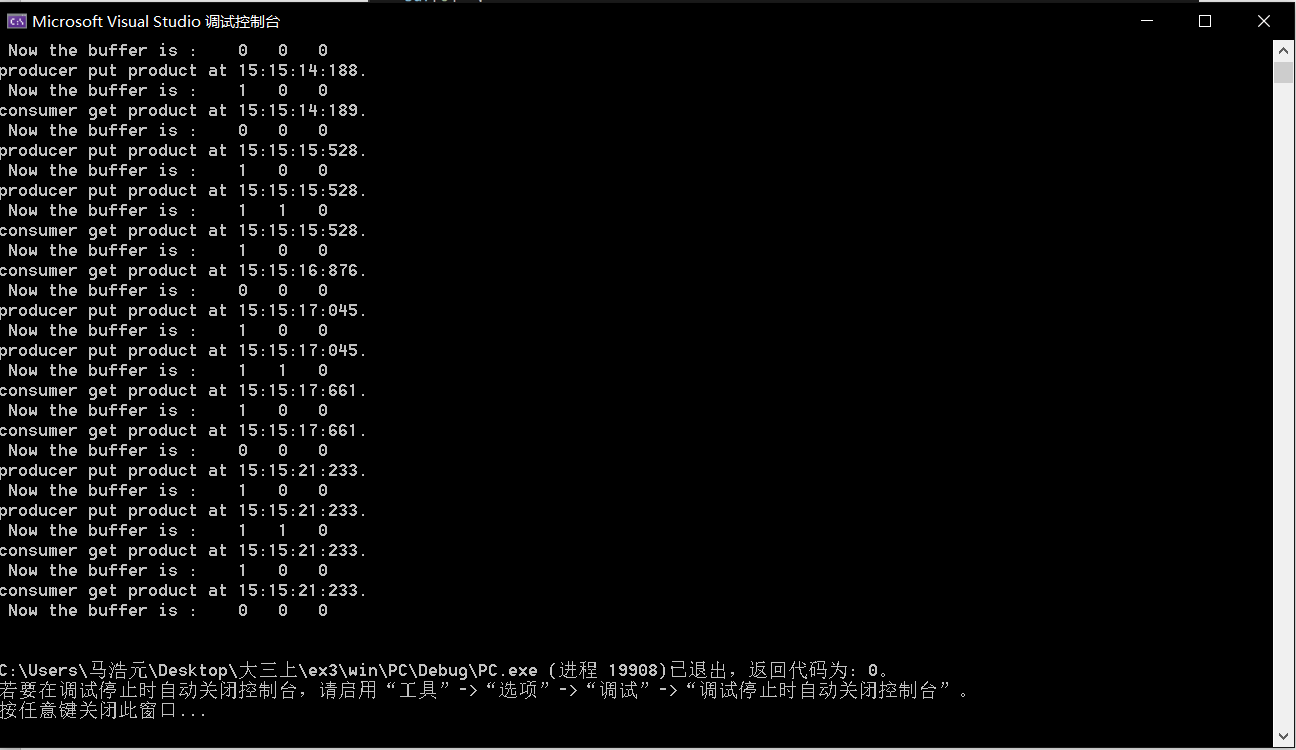 Microsoft Visual Studio 调试控制台
Now the buffer is :    0   0   0
producer put product at 15:15:14:188.
Now the buffer is :    1   0   0
consumer get product at 15:15:14:189.
Now the buffer is :    0   0   0
producer put product at 15:15:15:528.
Now the buffer is :    1   0   0
producer put product at 15:15:15:528.
Now the buffer is :    1   1   0
consumer get product at 15:15:15:528.
Now the buffer is :    1   0   0
consumer get product at 15:15:16:876.
Now the buffer is :    0   0   0
producer put product at 15:15:17:045.
Now the buffer is :    1   0   0
producer put product at 15:15:17:045.
Now the buffer is :    1   1   0
consumer get product at 15:15:17:661.
Now the buffer is :    1   0   0
consumer get product at 15:15:17:661.
Now the buffer is :    0   0   0
producer put product at 15:15:21:233.
Now the buffer is :    1   0   0
producer put product at 15:15:21:233.
Now the buffer is :    1   1   0
consumer get product at 15:15:21:233.
Now the buffer is :    1   0   0
consumer get product at 15:15:21:233.
Now the buffer is :    0   0   0
C:\Users\马浩元\Desktop\大三上\ex3\win\PC\Debug\PC.exe (进程 19908)已退出，返回代码为: 0。
若要在调试停止时自动关闭控制台，请启用“工具”->“选项”->“调试”->“调试停止时自动关闭控制台”。
按任意键关闭此窗口...